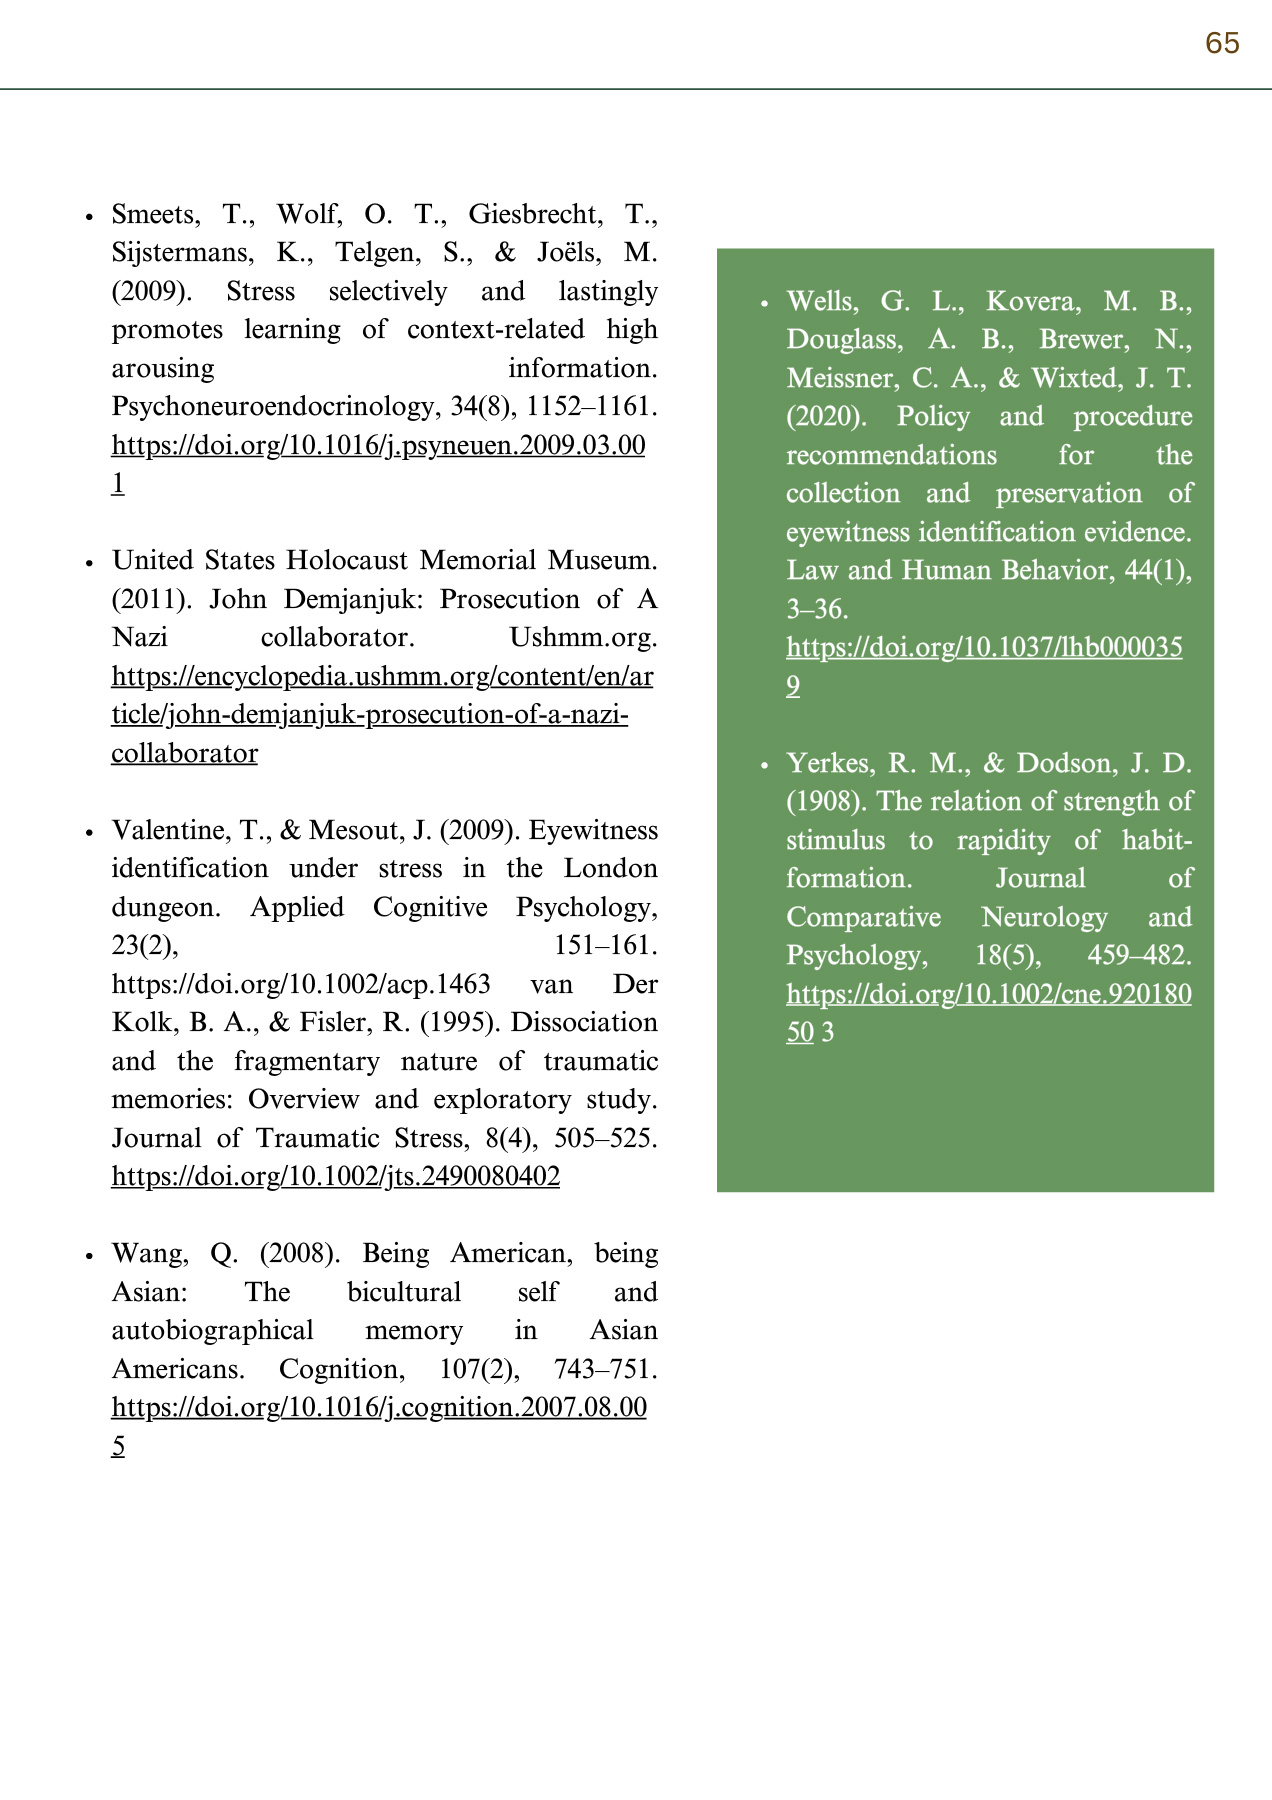 65
• Smeets, T., Wolf, O. T., Giesbrecht, T.,
Sijstermans, K., Telgen, S., & Joëls, M.
(2009). Stress selectively and lastingly
promotes learning of context-related high
arousing information.
Psychoneuroendocrinology, 34(8), 1152–1161.
https://doi.org/10.1016/j.psyneuen.2009.03.00
1
• United States Holocaust Memorial Museum.
(2011). John Demjanjuk: Prosecution of A
Nazi collaborator. Ushmm.org.
https://encyclopedia.ushmm.org/content/en/ar
ticle/john-demjanjuk-prosecution-of-a-nazi-
collaborator
• Valentine, T., & Mesout, J. (2009). Eyewitness
identification under stress in the London
dungeon. Applied Cognitive Psychology,
23(2), 151–161.
https://doi.org/10.1002/acp.1463 van Der
Kolk, B. A., & Fisler, R. (1995). Dissociation
and the fragmentary nature of traumatic
memories: Overview and exploratory study.
Journal of Traumatic Stress, 8(4), 505–525.
https://doi.org/10.1002/jts.2490080402
• Wang, Q. (2008). Being American, being
Asian: The bicultural self and
autobiographical memory in Asian
Americans. Cognition, 107(2), 743–751.
https://doi.org/10.1016/j.cognition.2007.08.00
5
• Wells, G. L., Kovera, M. B.,
Douglass, A. B., Brewer, N.,
Meissner, C. A., & Wixted, J. T.
(2020). Policy and procedure
recommendations for the
collection and preservation of
eyewitness identification evidence.
Law and Human Behavior, 44(1),
3–36.
https://doi.org/10.1037/lhb000035
9
• Yerkes, R. M., & Dodson, J. D.
(1908). The relation of strength of
stimulus to rapidity of habit-
formation. Journal of
Comparative Neurology and
Psychology, 18(5), 459–482.
https://doi.org/10.1002/cne.920180
50 3